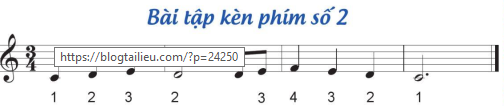 Bài tập kèn phím số 2
3
4
https://blogtailieu.com/?p=24250
1 2 3 2 3 4 3 2 1